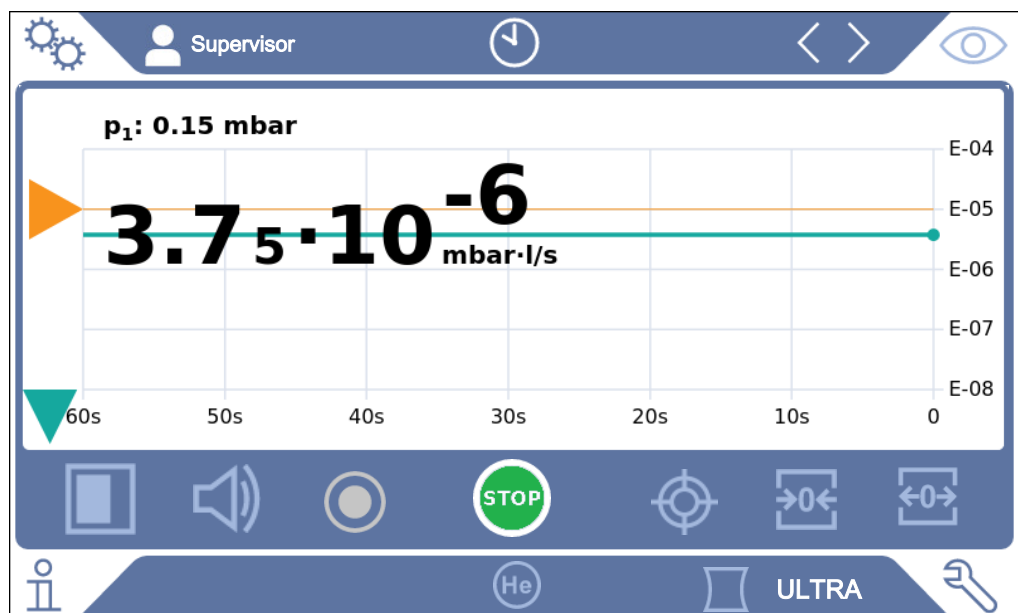 Supervisor
p₁: 0.15 mbar
3.75·10⁻⁶ mbar·l/s
E-04
E-05
E-06
E-07
E-08
60s 50s 40s 30s 20s 10s 0
STOP
→0←
←0→
He
ULTRA